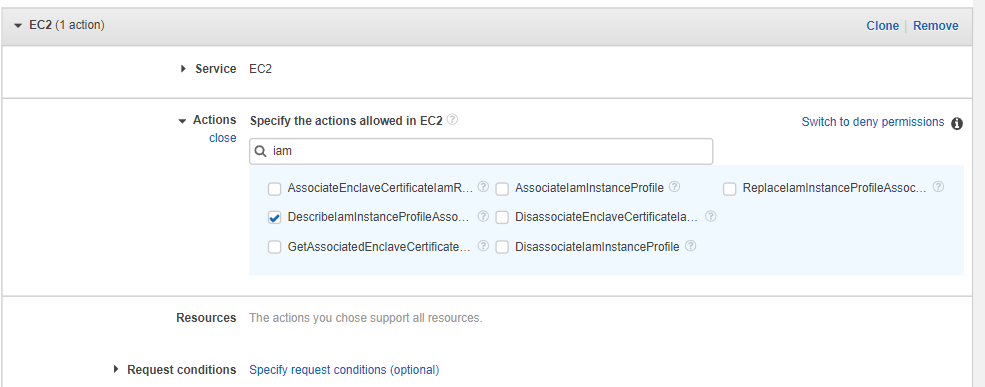 EC2 (1 action) Clone | Remove
Service EC2
Actions Specify the actions allowed in EC2 ? Switch to deny permissions i
close
iam
AssociateEnclaveCertificateIamR... ? AssociateIamInstanceProfile ? ReplaceIamInstanceProfileAssoc... ?
DescribeIamInstanceProfileAsso... ? DisassociateEnclaveCertificateIa... ?
GetAssociatedEnclaveCertificate... ? DisassociateIamInstanceProfile ?
Resources The actions you chose support all resources.
Request conditions Specify request conditions (optional)